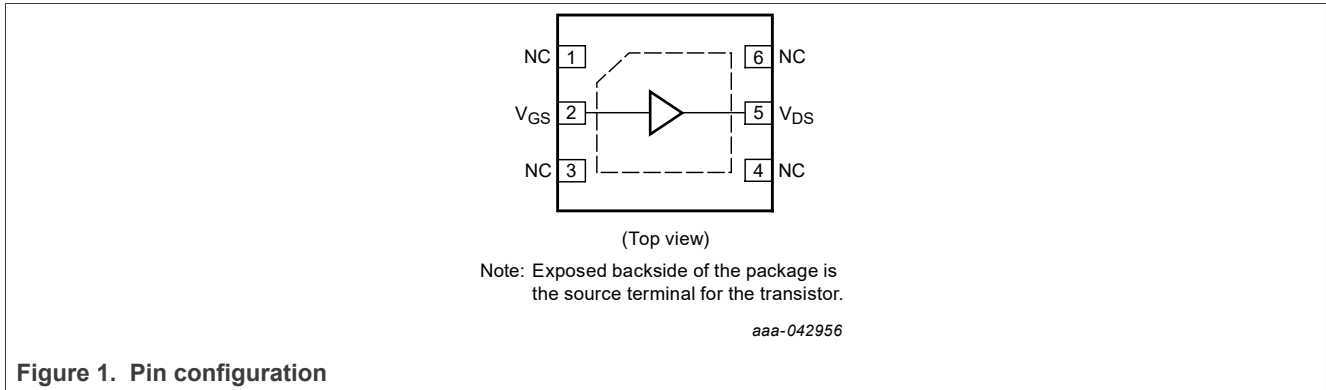 NC 1 6 NC
VGS 2 5 VDS
NC 3 4 NC
(Top view)
Note: Exposed backside of the package is
the source terminal for the transistor.
aaa-042956
Figure 1. Pin configuration